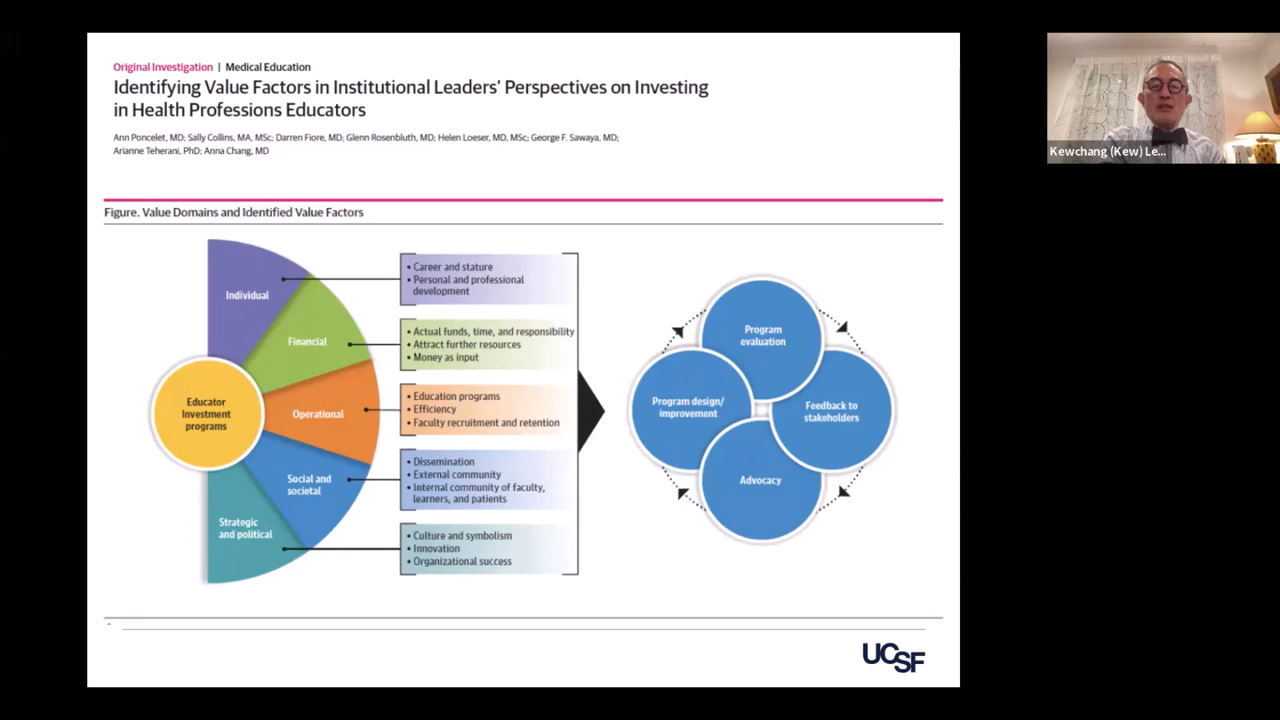 Original Investigation | Medical Education
Identifying Value Factors in Institutional Leaders' Perspectives on Investing
in Health Professions Educators
Ann Poncelet, MD; Sally Collins, MA, MSc; Darren Fiore, MD; Glenn Rosenbluth, MD; Helen Loeser, MD, MSc; George F. Sawaya, MD;
Arianne Teherani, PhD; Anna Chang, MD
Figure. Value Domains and Identified Value Factors
Educator
Investment
programs
Individual
Financial
Operational
Social and
societal
Strategic
and political
• Career and stature
• Personal and professional
development
• Actual funds, time, and responsibility
• Attract further resources
• Money as input
• Education programs
• Efficiency
• Faculty recruitment and retention
• Dissemination
• External community
• Internal community of faculty,
learners, and patients
• Culture and symbolism
• Innovation
• Organizational success
Program
evaluation
Program design/
improvement
Feedback to
stakeholders
Advocacy
UCSF
Kewchang (Kew) Le...